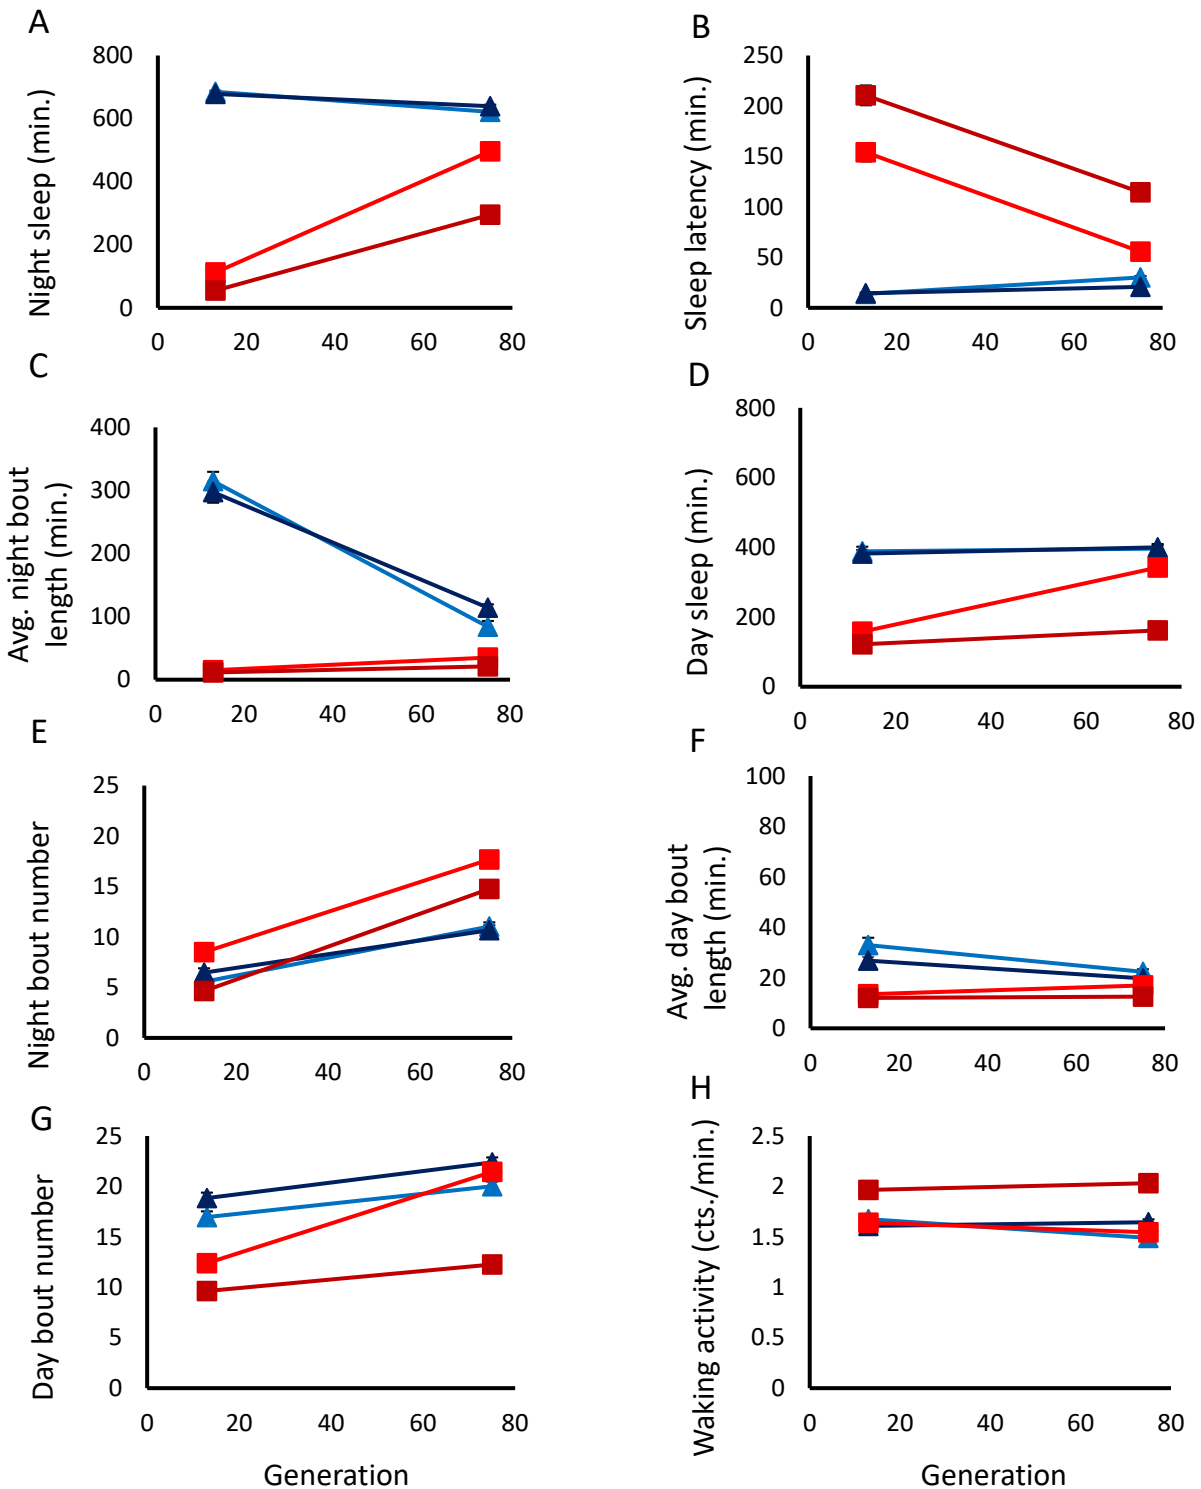 A
800
600
400
200
0
Night sleep (min.)
0 20 40 60 80
B
250
200
150
100
50
0
Sleep latency (min.)
0 20 40 60 80
C
400
300
200
100
0
Avg. night bout
length (min.)
0 20 40 60 80
D
800
600
400
200
0
Day sleep (min.)
0 20 40 60 80
E
25
20
15
10
5
0
Night bout number
0 20 40 60 80
F
100
80
60
40
20
0
Avg. day bout
length (min.)
0 20 40 60 80
G
25
20
15
10
5
0
Day bout number
0 20 40 60 80
Generation
H
2.5
2
1.5
1
0.5
0
Waking activity (cts./min.)
0 20 40 60 80
Generation